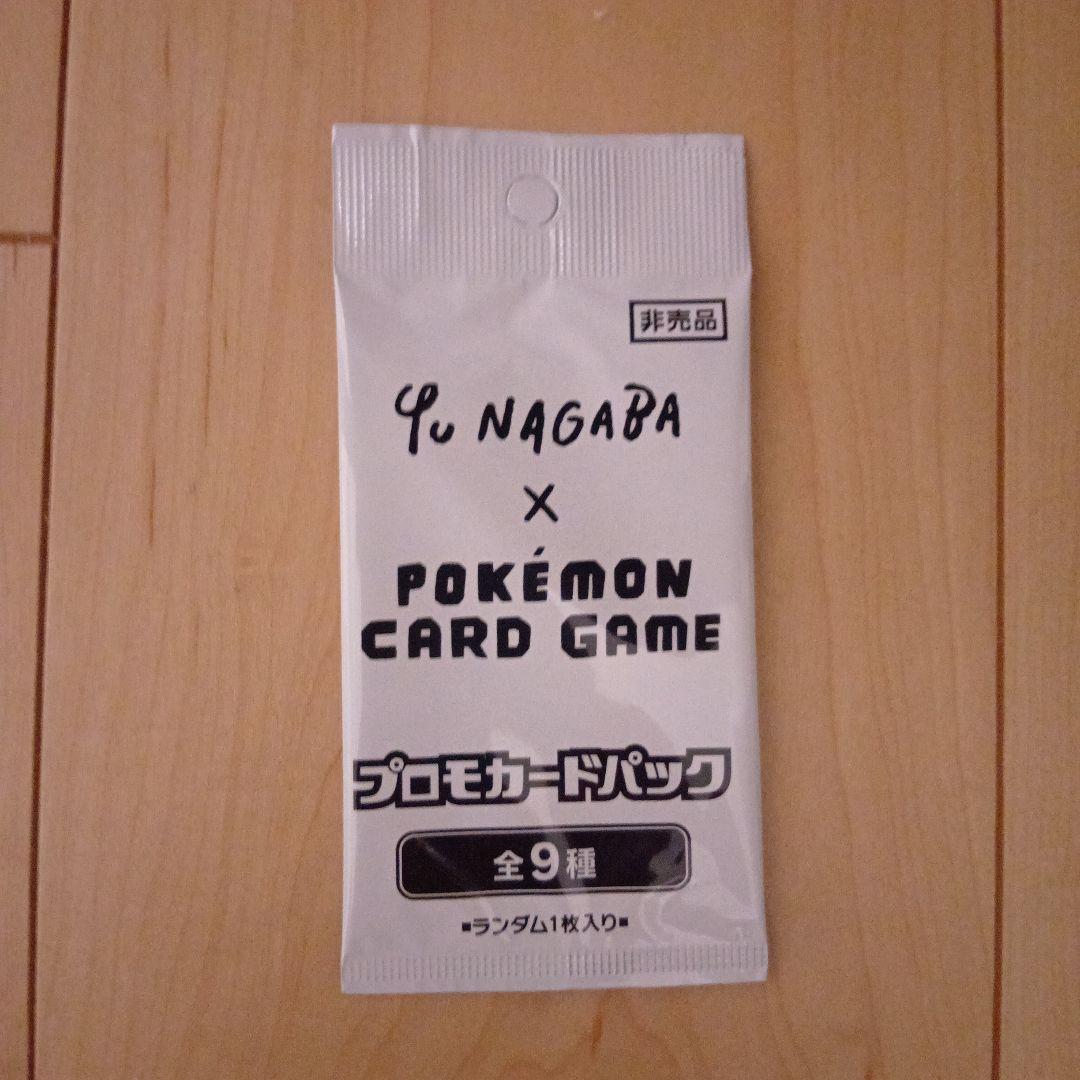 非売品
Yu NAGABA
×
POKÉMON
CARD GAME
プロモカードパック
全9種
■ランダム1枚入り■